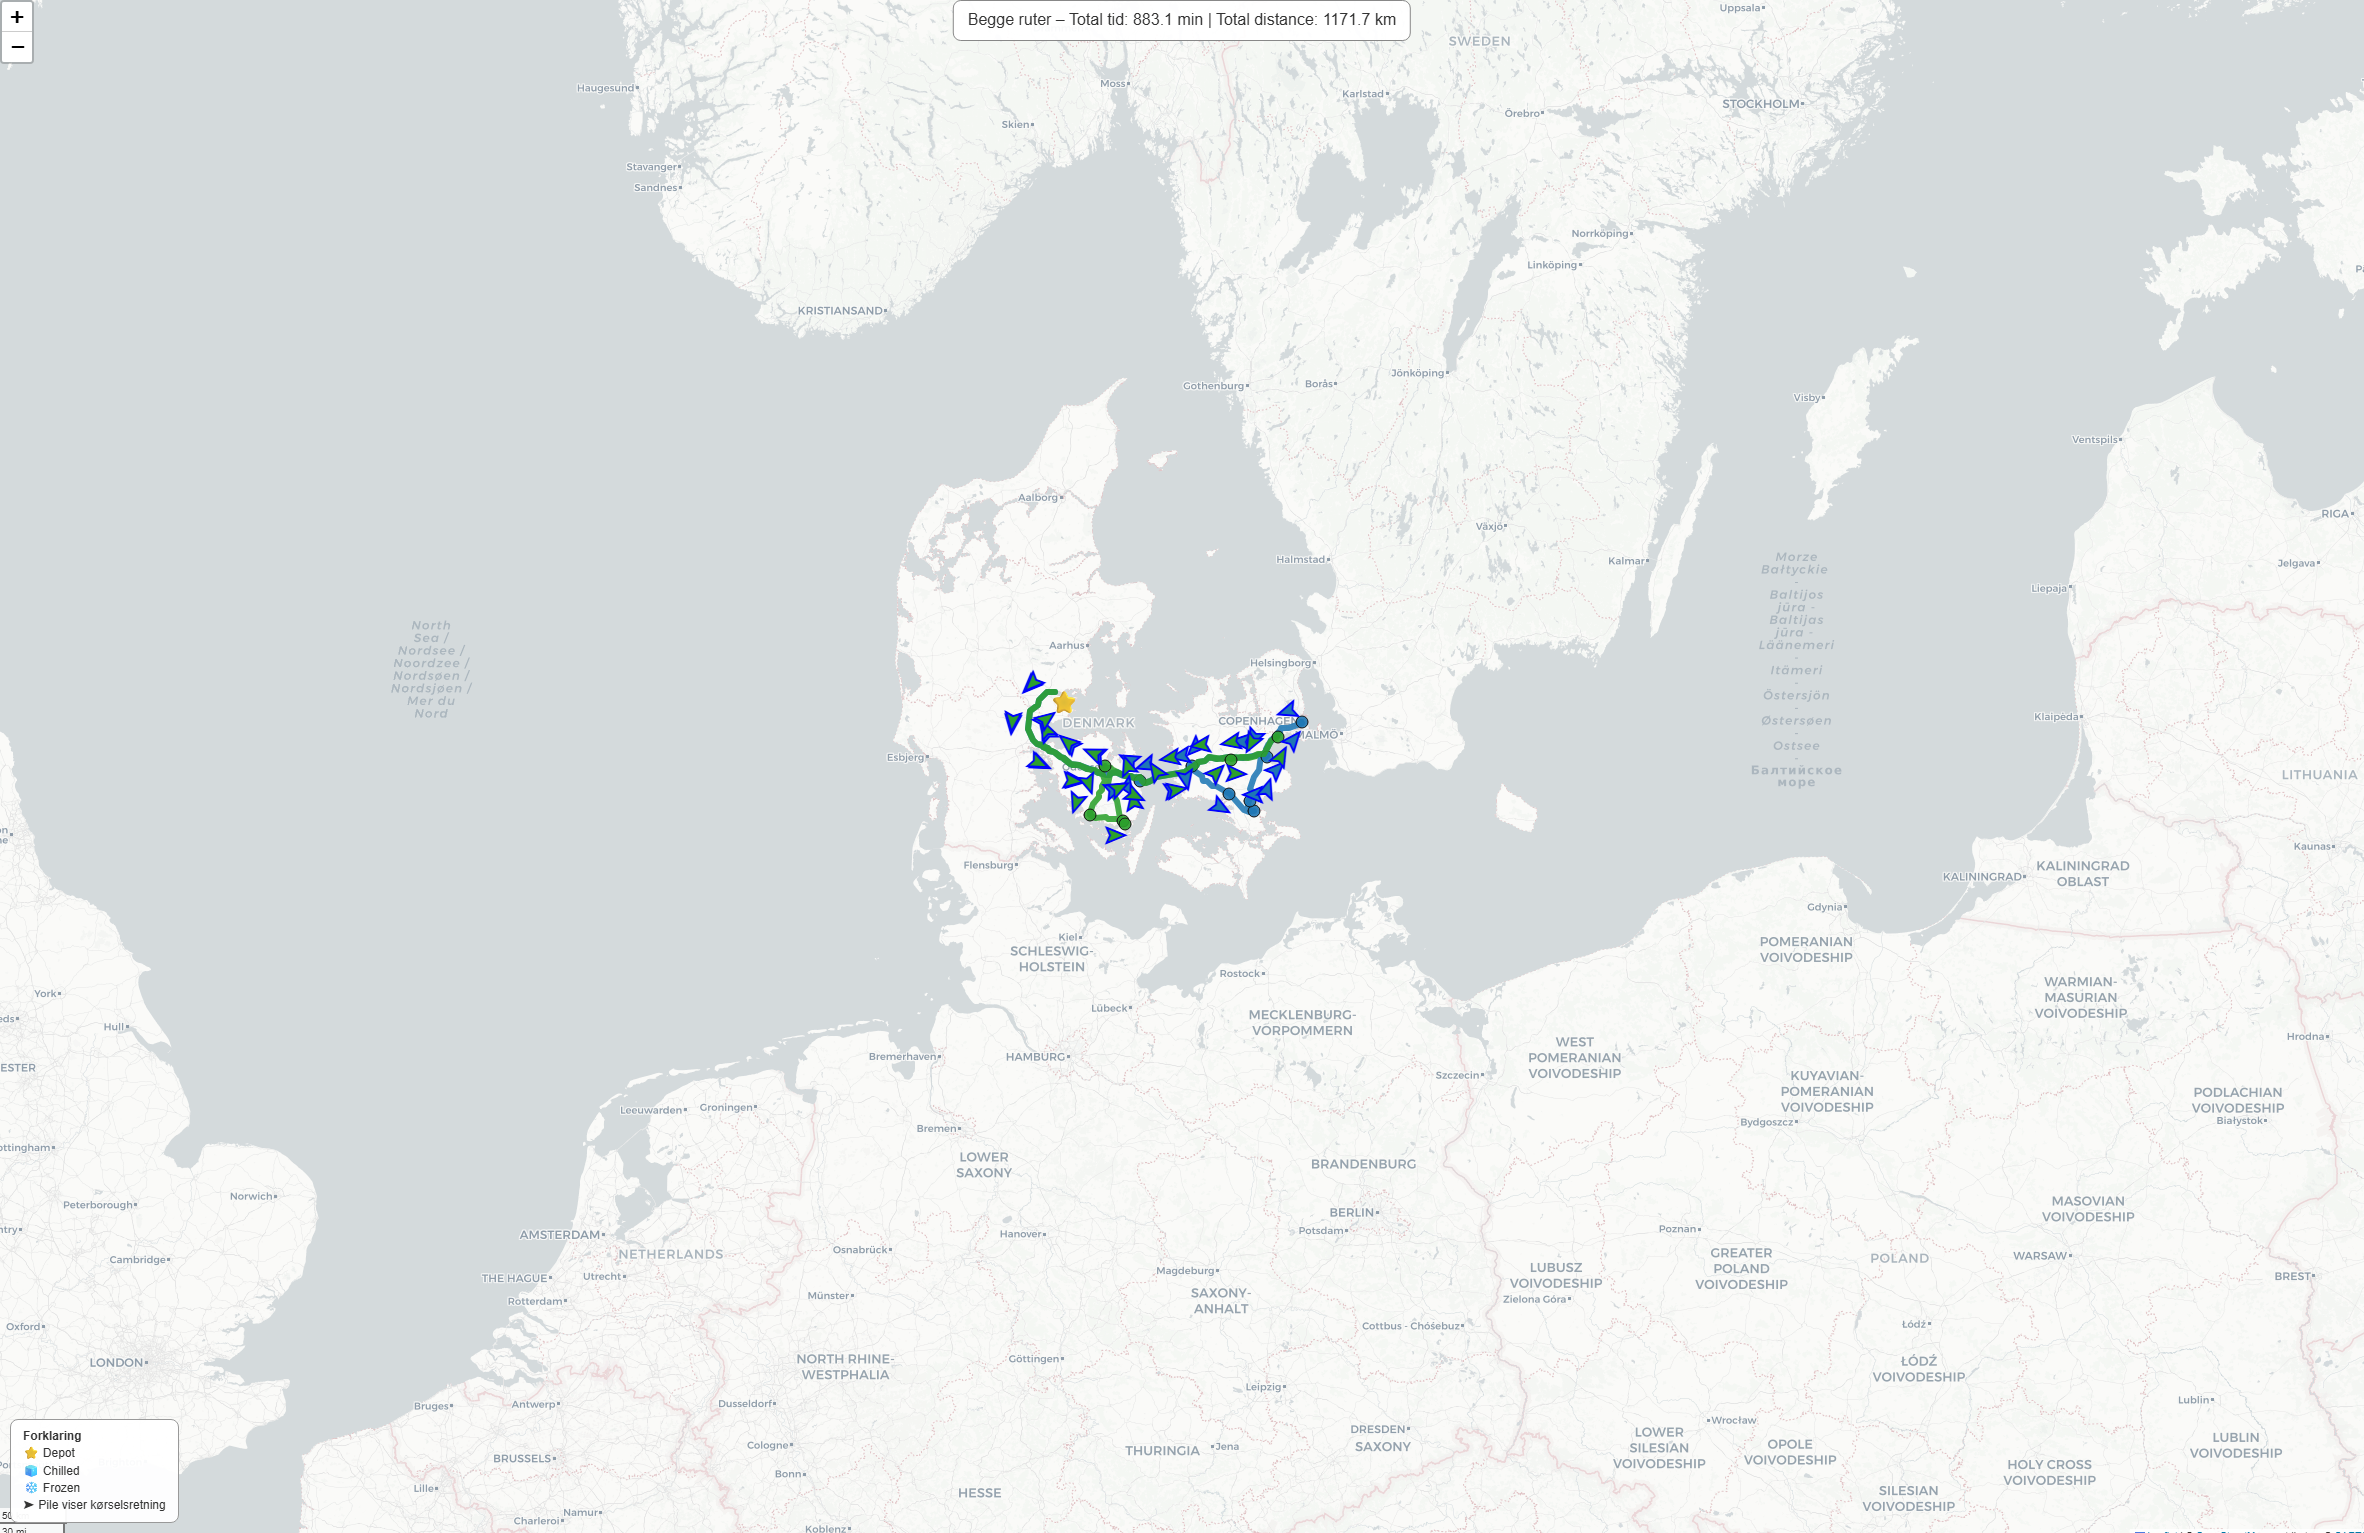 +
−
Begge ruter – Total tid: 883.1 min | Total distance: 1171.7 km
Uppsala
SWEDEN
Haugesund
Moss
Karlstad
STOCKHOLM
Örebro
Skien
Stavanger
Sandnes
Norrköping
Linköping
KRISTIANSAND
Gothenburg
Borås
Jönköping
Visby
Ventspils
Aalborg
RIGA
Växjö
Halmstad
Kalmar
Jelgava
Liepaja
Morze
Bałtyckie
-
Baltijos
jūra -
Baltijas
jūra -
Läänemeri
-
Itämeri
-
Östersjön
-
Østersøen
-
Ostsee
-
Балтийское
море
North
Sea /
Nordsee /
Noordzee /
Nordsøen /
Nordsjøen /
Mer du
Nord
Aarhus
Helsingborg
DENMARK
COPENHAGEN
MALMÖ
Klaipėda
Esbjerg
LITHUANIA
Flensburg
Kaunas
KALININGRAD
KALININGRAD
OBLAST
Gdynia
Kiel
SCHLESWIG-
HOLSTEIN
POMERANIAN
VOIVODESHIP
Rostock
York
Lübeck
WARMIAN-
MASURIAN
VOIVODESHIP
Hull
MECKLENBURG-
VORPOMMERN
Hrodna
Bremerhaven
HAMBURG
WEST
POMERANIAN
VOIVODESHIP
ESTER
Szczecin
KUYAVIAN-
POMERANIAN
VOIVODESHIP
PODLACHIAN
VOIVODESHIP
Białystok
Leeuwarden
Groningen
Bydgoszcz
Bremen
ottingham
LOWER
SAXONY
BRANDENBURG
Norwich
Peterborough
MASOVIAN
VOIVODESHIP
BERLIN
Potsdam
AMSTERDAM
Hanover
Poznan
NETHERLANDS
Osnabrück
Cambridge
GREATER
POLAND
VOIVODESHIP
POLAND
WARSAW
THE HAGUE
Utrecht
Magdeburg
LUBUSZ
VOIVODESHIP
BREST
Rotterdam
Münster
SAXONY-
ANHALT
Zielona Góra
Oxford
Cottbus - Chóśebuz
Łódź
LONDON
NORTH RHINE-
WESTPHALIA
Göttingen
ŁÓDŹ
VOIVODESHIP
Leipzig
Bruges
Antwerp
Dusseldorf
Lublin
Wrocław
DRESDEN
SAXONY
Cologne
THURINGIA
Jena
LOWER
SILESIAN
VOIVODESHIP
OPOLE
VOIVODESHIP
LUBLIN
VOIVODESHIP
BRUSSELS
Bonn
HOLY CROSS
VOIVODESHIP
Lille
HESSE
SILESIAN
VOIVODESHIP
Namur
Charleroi
Koblenz
Forklaring
Depot
Chilled
Frozen
➤ Pile viser kørselsretning
30 mi